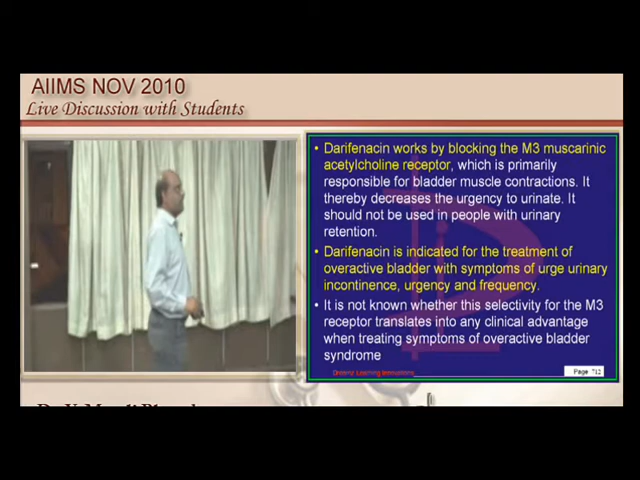 AIIMS NOV 2010
Live Discussion with Students
• Darifenacin works by blocking the M3 muscarinic
acetylcholine receptor, which is primarily
responsible for bladder muscle contractions. It
thereby decreases the urgency to urinate. It
should not be used in people with urinary
retention.
• Darifenacin is indicated for the treatment of
overactive bladder with symptoms of urge urinary
incontinence, urgency and frequency.
• It is not known whether this selectivity for the M3
receptor translates into any clinical advantage
when treating symptoms of overactive bladder
syndrome
Page 712